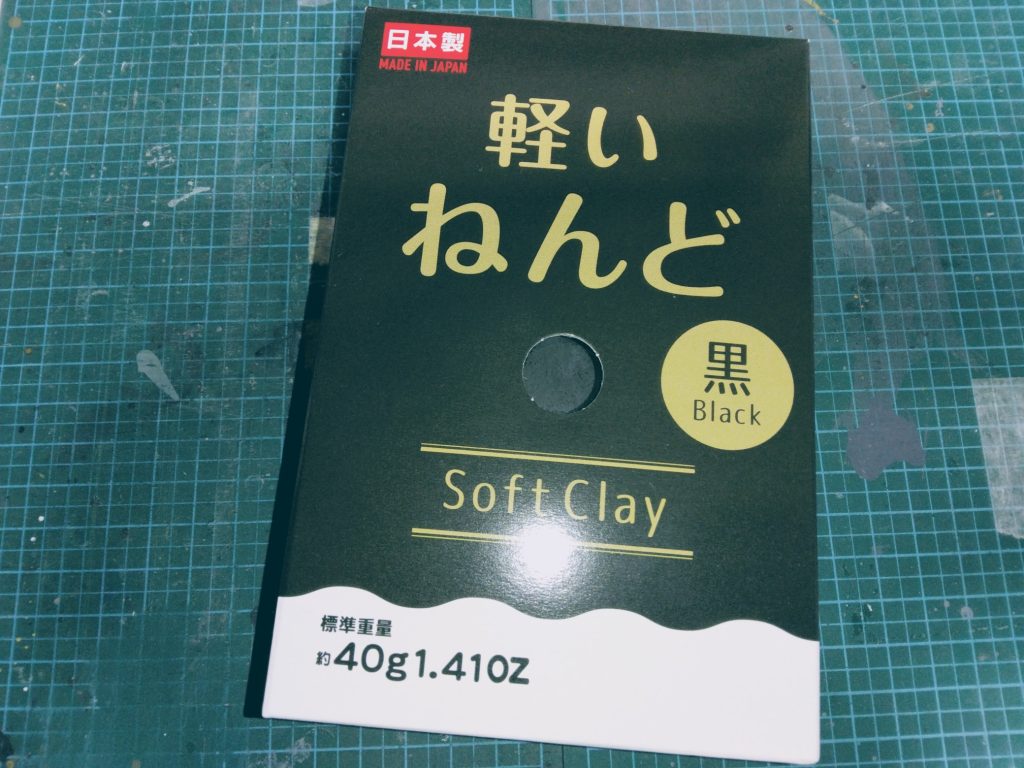 日本製
MADE IN JAPAN
軽い
ねんど
黒
Black
Soft Clay
標準重量
約40g1.41OZ